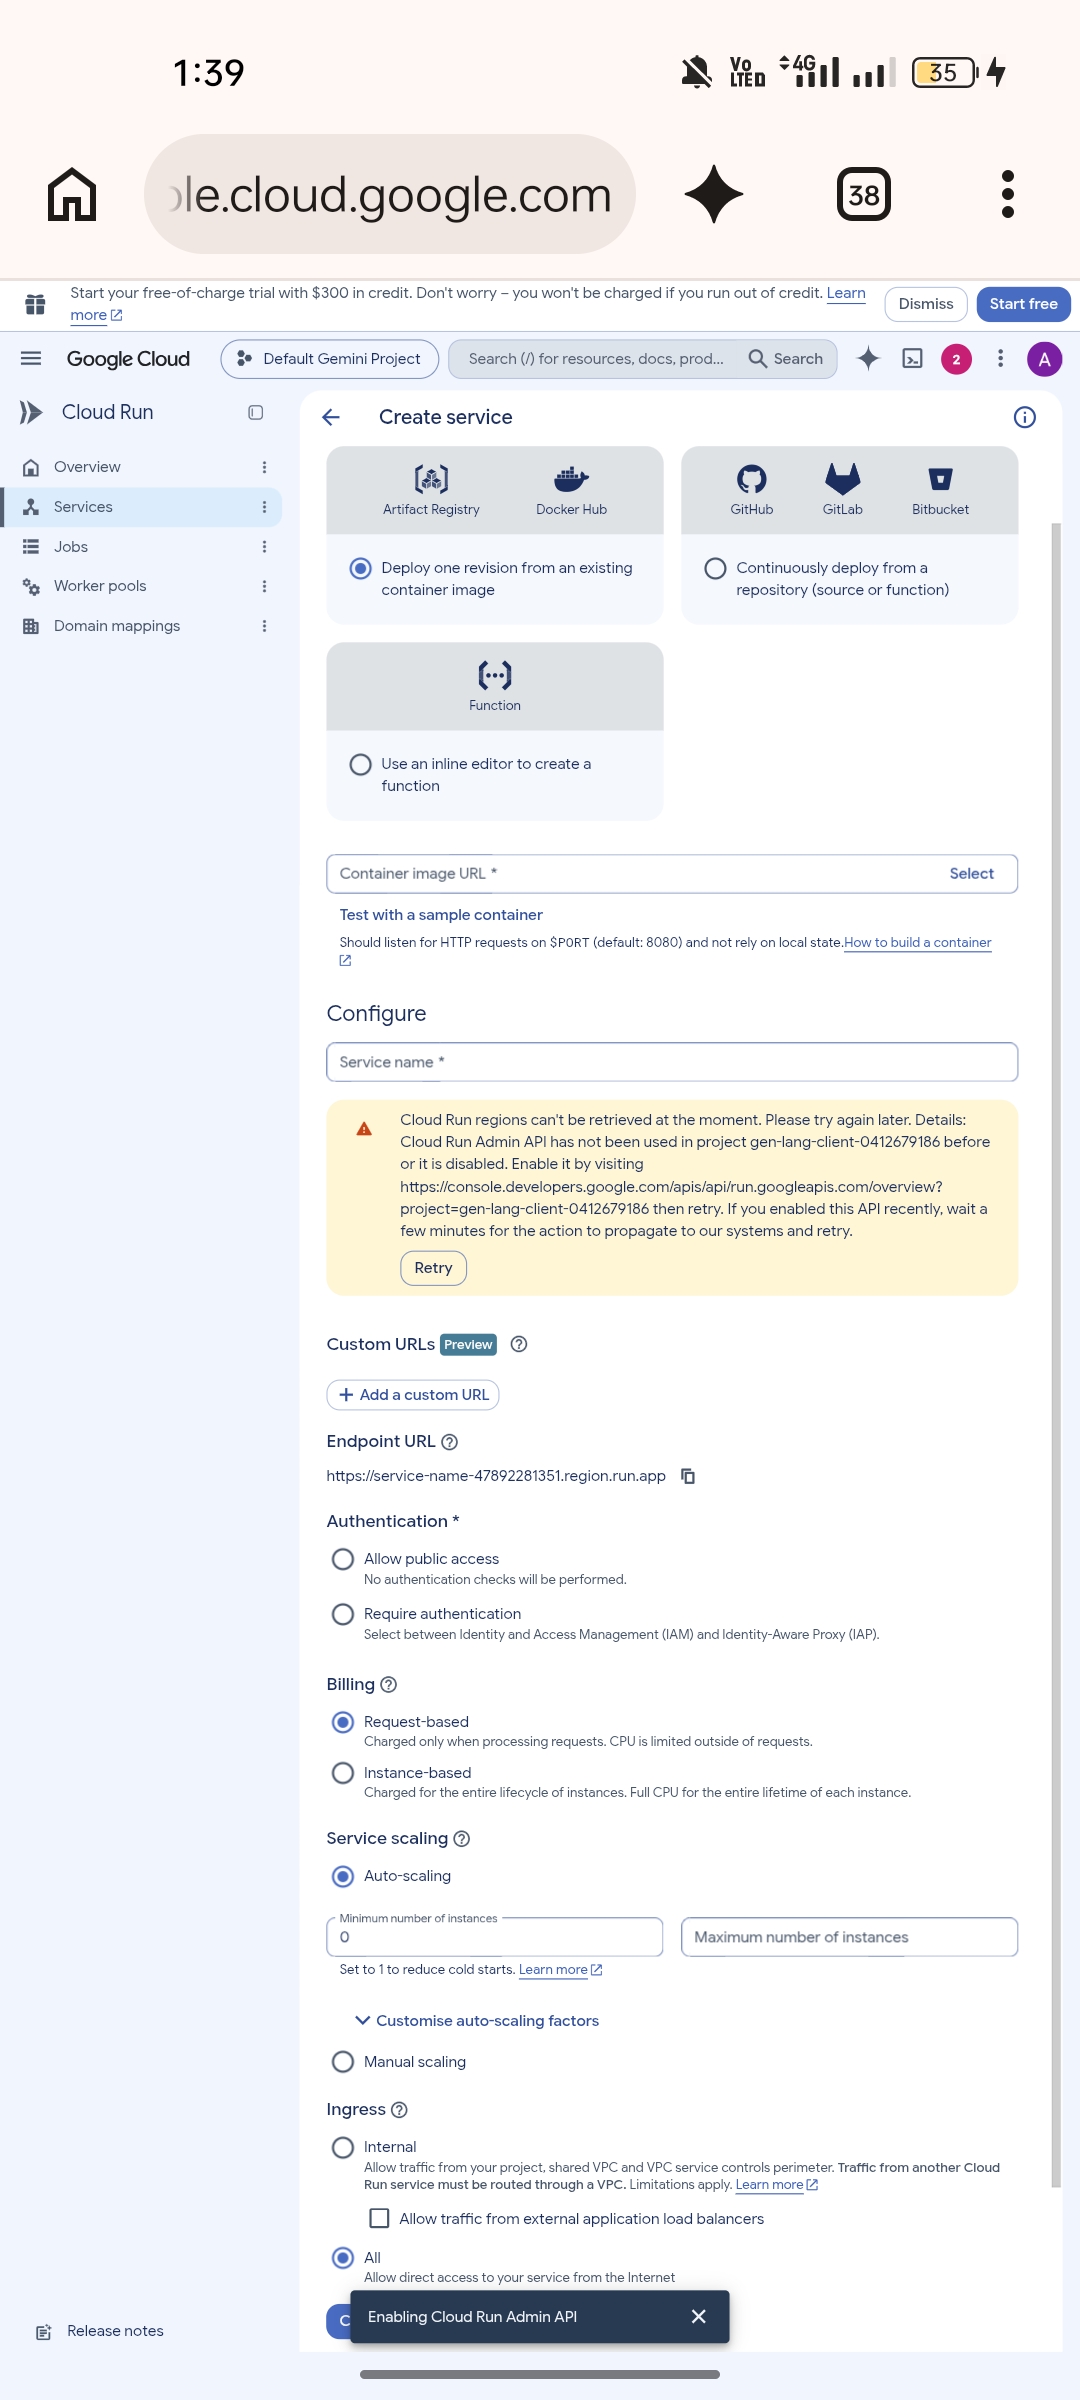 1:39
Vo LTED
4G
35
le.cloud.google.com
38
Start your free-of-charge trial with $300 in credit. Don't worry – you won't be charged if you run out of credit. Learn
more
Dismiss
Start free
Google Cloud
Default Gemini Project
Search (/) for resources, docs, prod...
Search
2
A
Cloud Run
Overview
Services
Jobs
Worker pools
Domain mappings
Release notes
Create service
Artifact Registry
Docker Hub
Deploy one revision from an existing
container image
GitHub
GitLab
Bitbucket
Continuously deploy from a
repository (source or function)
Function
Use an inline editor to create a
function
Container image URL *
Select
Test with a sample container
Should listen for HTTP requests on $PORT (default: 8080) and not rely on local state.How to build a container
Configure
Service name *
Cloud Run regions can't be retrieved at the moment. Please try again later. Details:
Cloud Run Admin API has not been used in project gen-lang-client-0412679186 before
or it is disabled. Enable it by visiting
https://console.developers.google.com/apis/api/run.googleapis.com/overview?
project=gen-lang-client-0412679186 then retry. If you enabled this API recently, wait a
few minutes for the action to propagate to our systems and retry.
Retry
Custom URLs Preview
Add a custom URL
Endpoint URL
https://service-name-47892281351.region.run.app
Authentication *
Allow public access
No authentication checks will be performed.
Require authentication
Select between Identity and Access Management (IAM) and Identity-Aware Proxy (IAP).
Billing
Request-based
Charged only when processing requests. CPU is limited outside of requests.
Instance-based
Charged for the entire lifecycle of instances. Full CPU for the entire lifetime of each instance.
Service scaling
Auto-scaling
Minimum number of instances
0
Maximum number of instances
Set to 1 to reduce cold starts. Learn more
Customise auto-scaling factors
Manual scaling
Ingress
Internal
Allow traffic from your project, shared VPC and VPC service controls perimeter. Traffic from another Cloud
Run service must be routed through a VPC. Limitations apply. Learn more
Allow traffic from external application load balancers
All
Allow direct access to your service from the Internet
C
Enabling Cloud Run Admin API